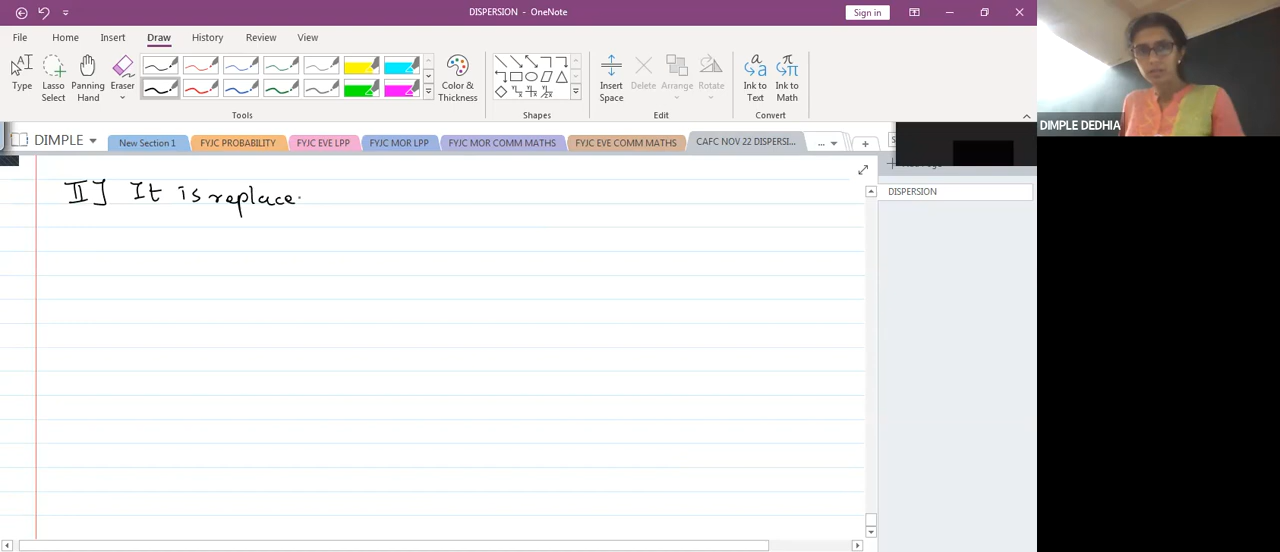 DISPERSION - OneNote
Sign in
File Home Insert Draw History Review View
Type
Lasso Select
Panning Hand
Eraser
Color & Thickness
Insert Space
Delete
Arrange
Rotate
Ink to Text
Ink to Math
Tools
Shapes
Edit
Convert
DIMPLE
New Section 1
FYJC PROBABILITY
FYJC EVE LPP
FYJC MOR LPP
FYJC MOR COMM MATHS
FYJC EVE COMM MATHS
CAFC NOV 22 DISPERSI...
DISPERSION
II] It is replace
DIMPLE DEDHIA